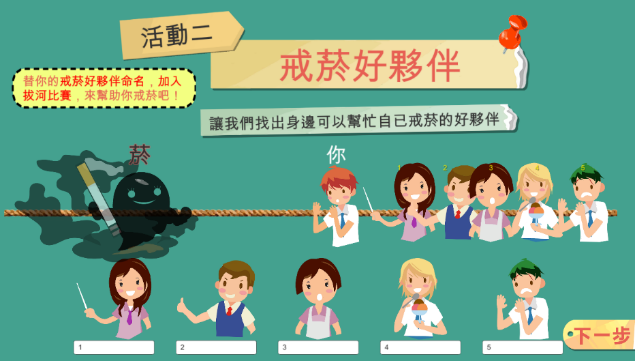 活動二
戒菸好夥伴
替你的戒菸好夥伴命名，加入
拔河比賽，來幫助你戒菸吧！
讓我們找出身邊可以幫忙自己戒菸的好夥伴
菸
你
1 2 3 4 5
1 2 3 4 5
下一步